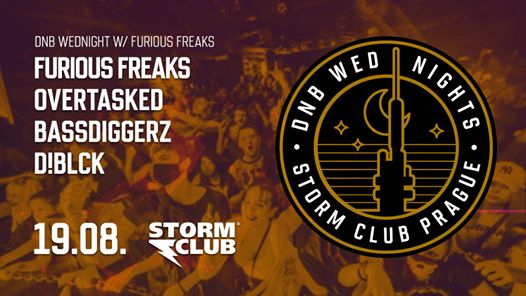 DNB WEDNIGHT W/ FURIOUS FREAKS
FURIOUS FREAKS
OVERTASKED
BASSDIGGERZ
D!BLCK
19.08.
STORM
CLUB
DNB WED NIGHTS
STORM CLUB PRAGUE